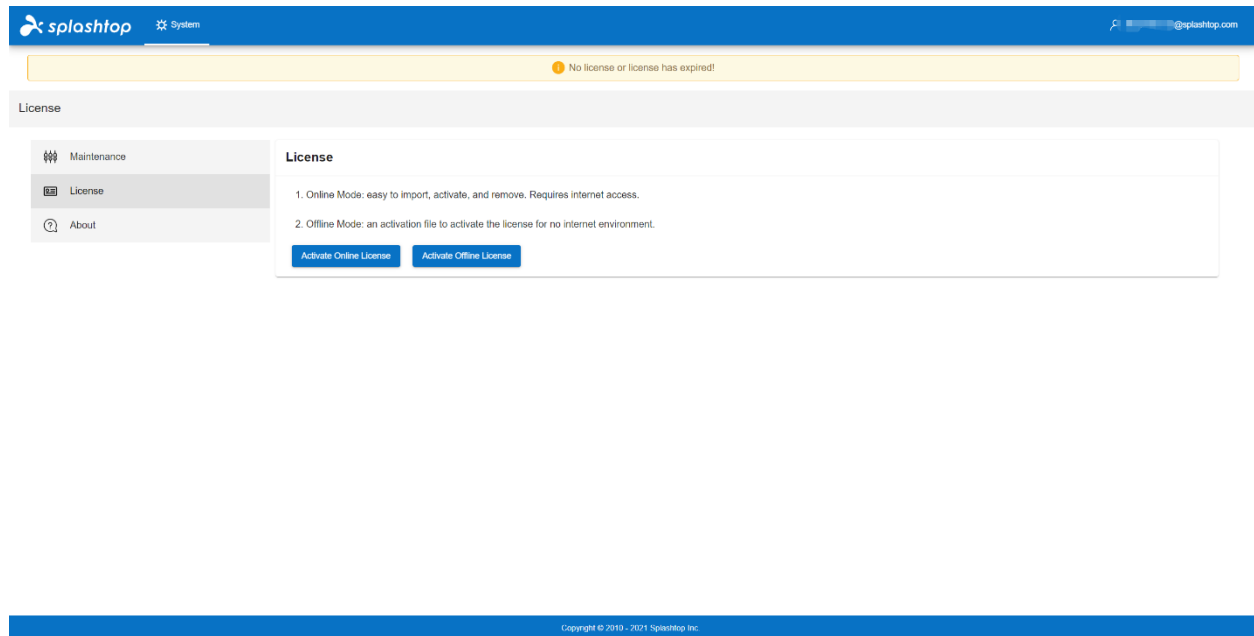 splashtop System @splashtop.com
No license or license has expired!
License
Maintenance
License
About
License
1. Online Mode: easy to import, activate, and remove. Requires internet access.
2. Offline Mode: an activation file to activate the license for no internet environment.
Activate Online License Activate Offline License
Copyright © 2010 - 2021 Splashtop Inc.